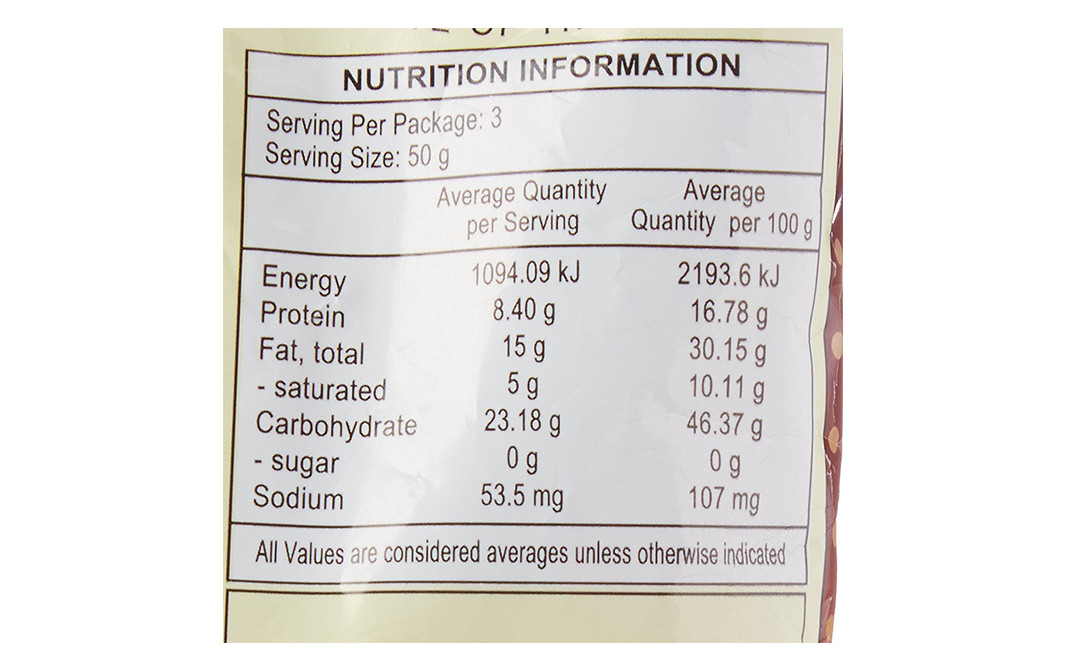 NUTRITION INFORMATION
Serving Per Package: 3
Serving Size: 50 g
Average Quantity per Serving Average Quantity per 100 g
Energy 1094.09 kJ 2193.6 kJ
Protein 8.40 g 16.78 g
Fat, total 15 g 30.15 g
- saturated 5 g 10.11 g
Carbohydrate 23.18 g 46.37 g
- sugar 0 g 0 g
Sodium 53.5 mg 107 mg
All Values are considered averages unless otherwise indicated